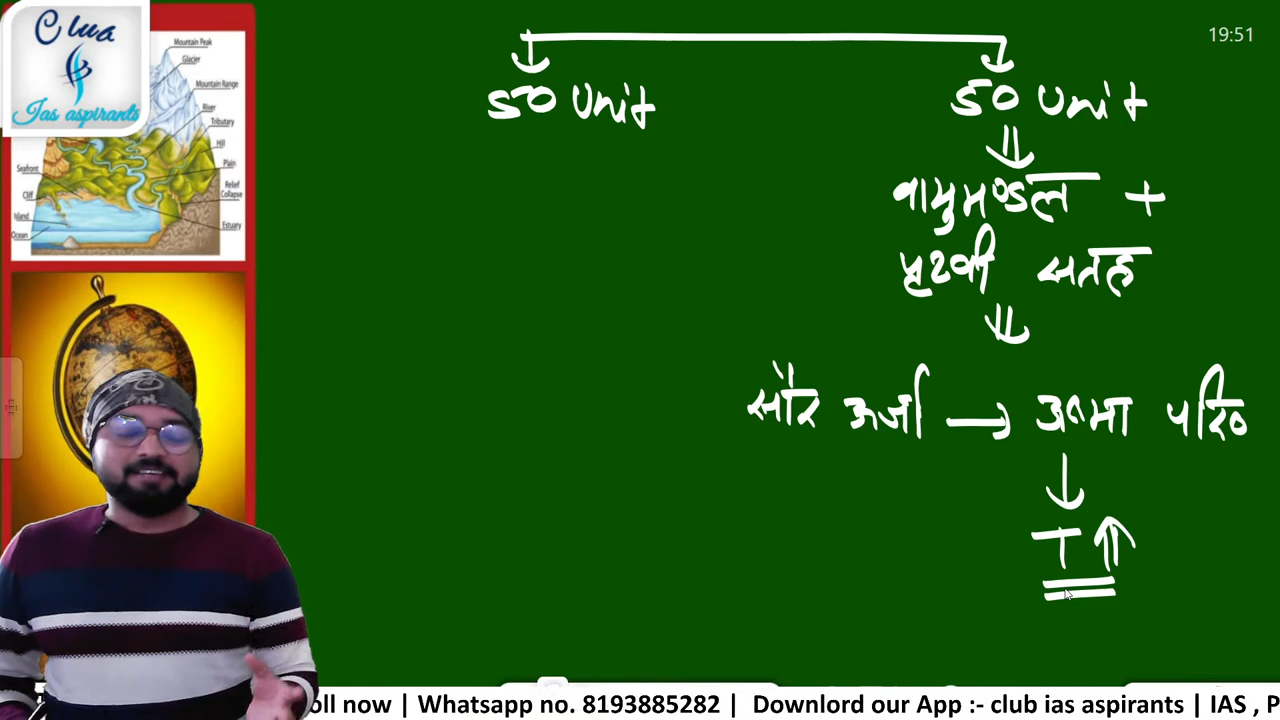 Clua
Ias aspirants
Mountain Peak
Glacier
Mountain Range
River
Tributary
Hill
Plain
Relief
Collapse
Estuary
Seafront
Cliff
Island
Ocean
19:51
50 Unit 50 Unit
वायुमण्डल +
पृथ्वी सतह
सौर ऊर्जा → ऊष्मा परि०
↓
T ⇑
oll now | Whatsapp no. 8193885282 | Downlord our App :- club ias aspirants | IAS , P